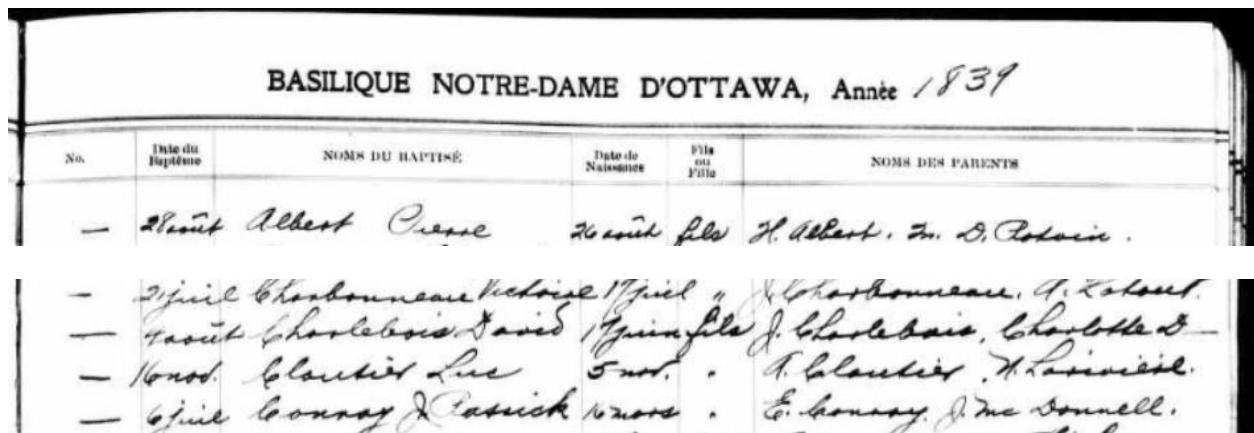 BASILIQUE NOTRE-DAME D'OTTAWA, Année 1839
No. Date du Baptême NOMS DU BAPTISÉ Date de Naissance Fils ou Fille NOMS DES PARENTS
— 28 août Albert Pierre 26 août fils H. Albert. M. D. Potvin.
— 21 juil Charbonneau Victoire 17 juil " J. Charbonneau. A.
— 4 août Charlebois David 17 juin fils J. Charlebois, Charlotte D—
— 16 nov. Cloutier Luc 5 nov. " A. Cloutier, H. Larivière.
— 6 juil Conroy J. Patrick 16 mars " E. Conroy. J. Mc Donnell.